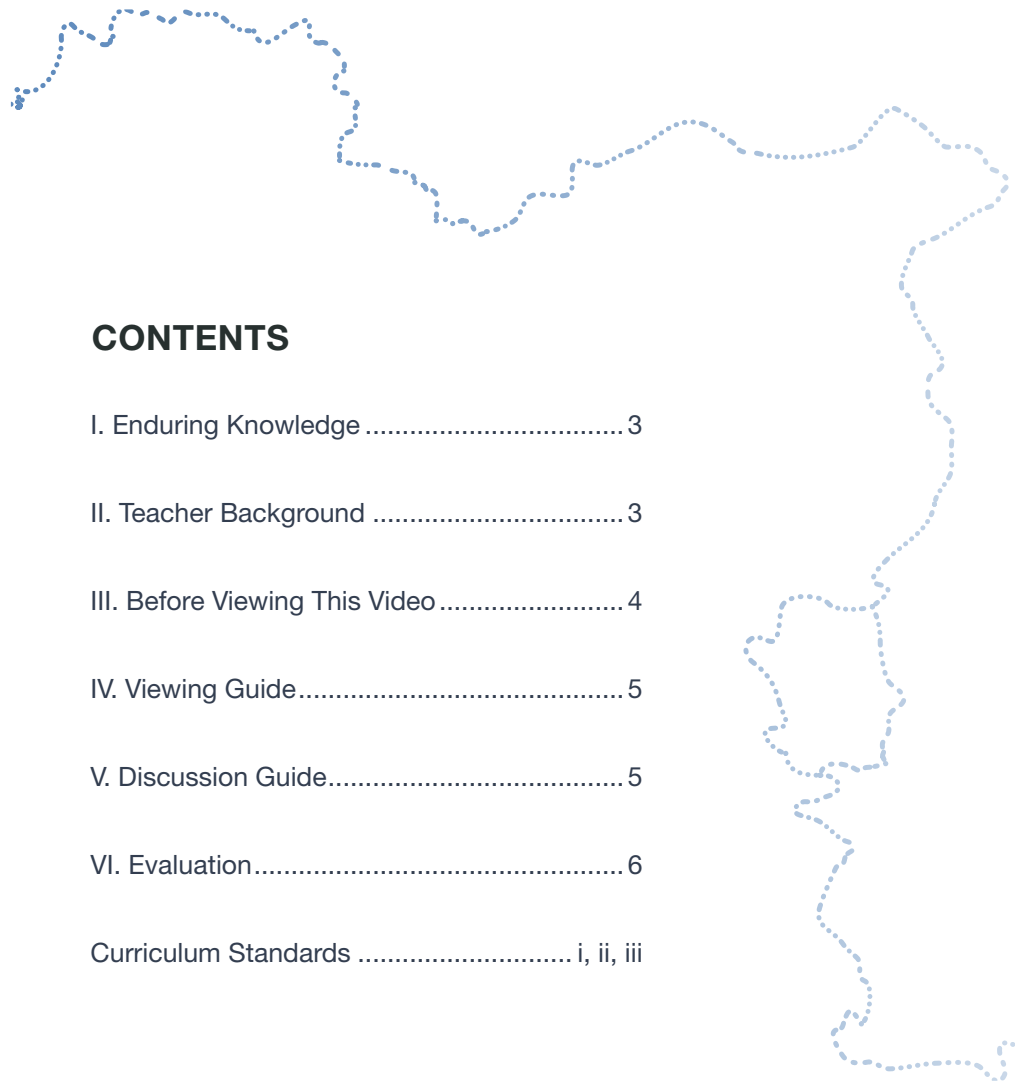 CONTENTS
I. Enduring Knowledge ................................... 3
II. Teacher Background .................................. 3
III. Before Viewing This Video ......................... 4
IV. Viewing Guide ............................................ 5
V. Discussion Guide ........................................ 5
VI. Evaluation .................................................. 6
Curriculum Standards ............................. i, ii, iii